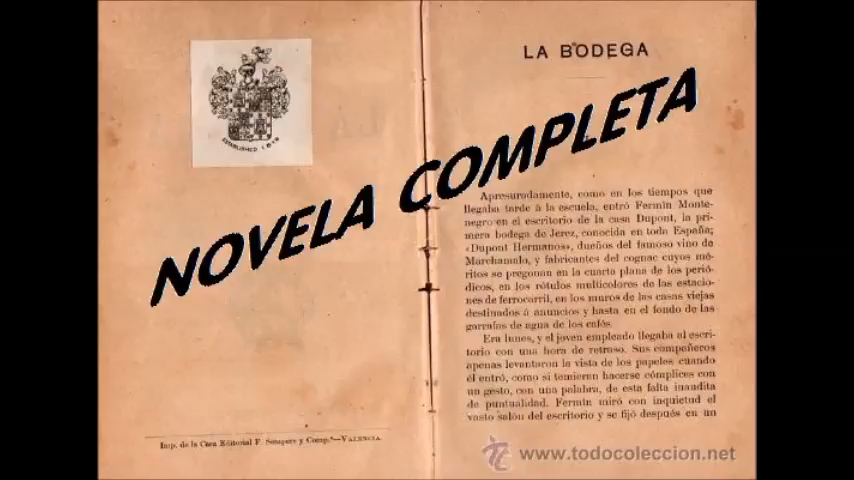 ESTABLISHED 1
NOVELA COMPLETA
Imp. de la Casa Editorial F. Sempere y Comp.ª—VALENCIA
LA BODEGA
Apresuradamente, como en los tiempos que
llegaba tarde á la escuela, entró Fermín Monte-
negro en el escritorio de la casa Dupont, la pri-
mera bodega de Jerez, conocida en toda España;
«Dupont Hermanos», dueños del famoso vino de
Marchamalo, y fabricantes del cognac cuyos mé-
ritos se pregonan en la cuarta plana de los perió-
dicos, en los rótulos multicolores de las estacio-
nes de ferrocarril, en los muros de las casas viejas
destinados á anuncios y hasta en el fondo de las
garrafas de agua de los cafés.
Era lunes, y el joven empleado llegaba al escri-
torio con una hora de retraso. Sus compañeros
apenas levantaron la vista de los papeles cuando
él entró, como si temieran hacerse cómplices con
un gesto, con una palabra, de esta falta inaudita
de puntualidad. Fermín miró con inquietud el
vasto salón del escritorio y se fijó después en un
www.todocoleccion.net